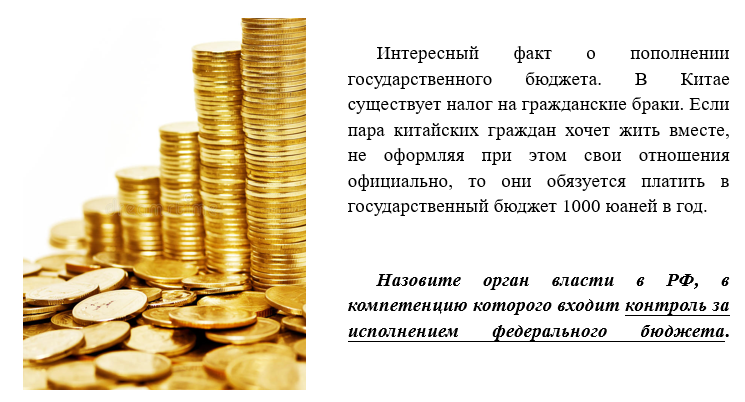 Интересный факт о пополнении
государственного бюджета. В Китае
существует налог на гражданские браки. Если
пара китайских граждан хочет жить вместе,
не оформляя при этом свои отношения
официально, то они обязуется платить в
государственный бюджет 1000 юаней в год.
Назовите орган власти в РФ, в
компетенцию которого входит контроль за
исполнением федерального бюджета.